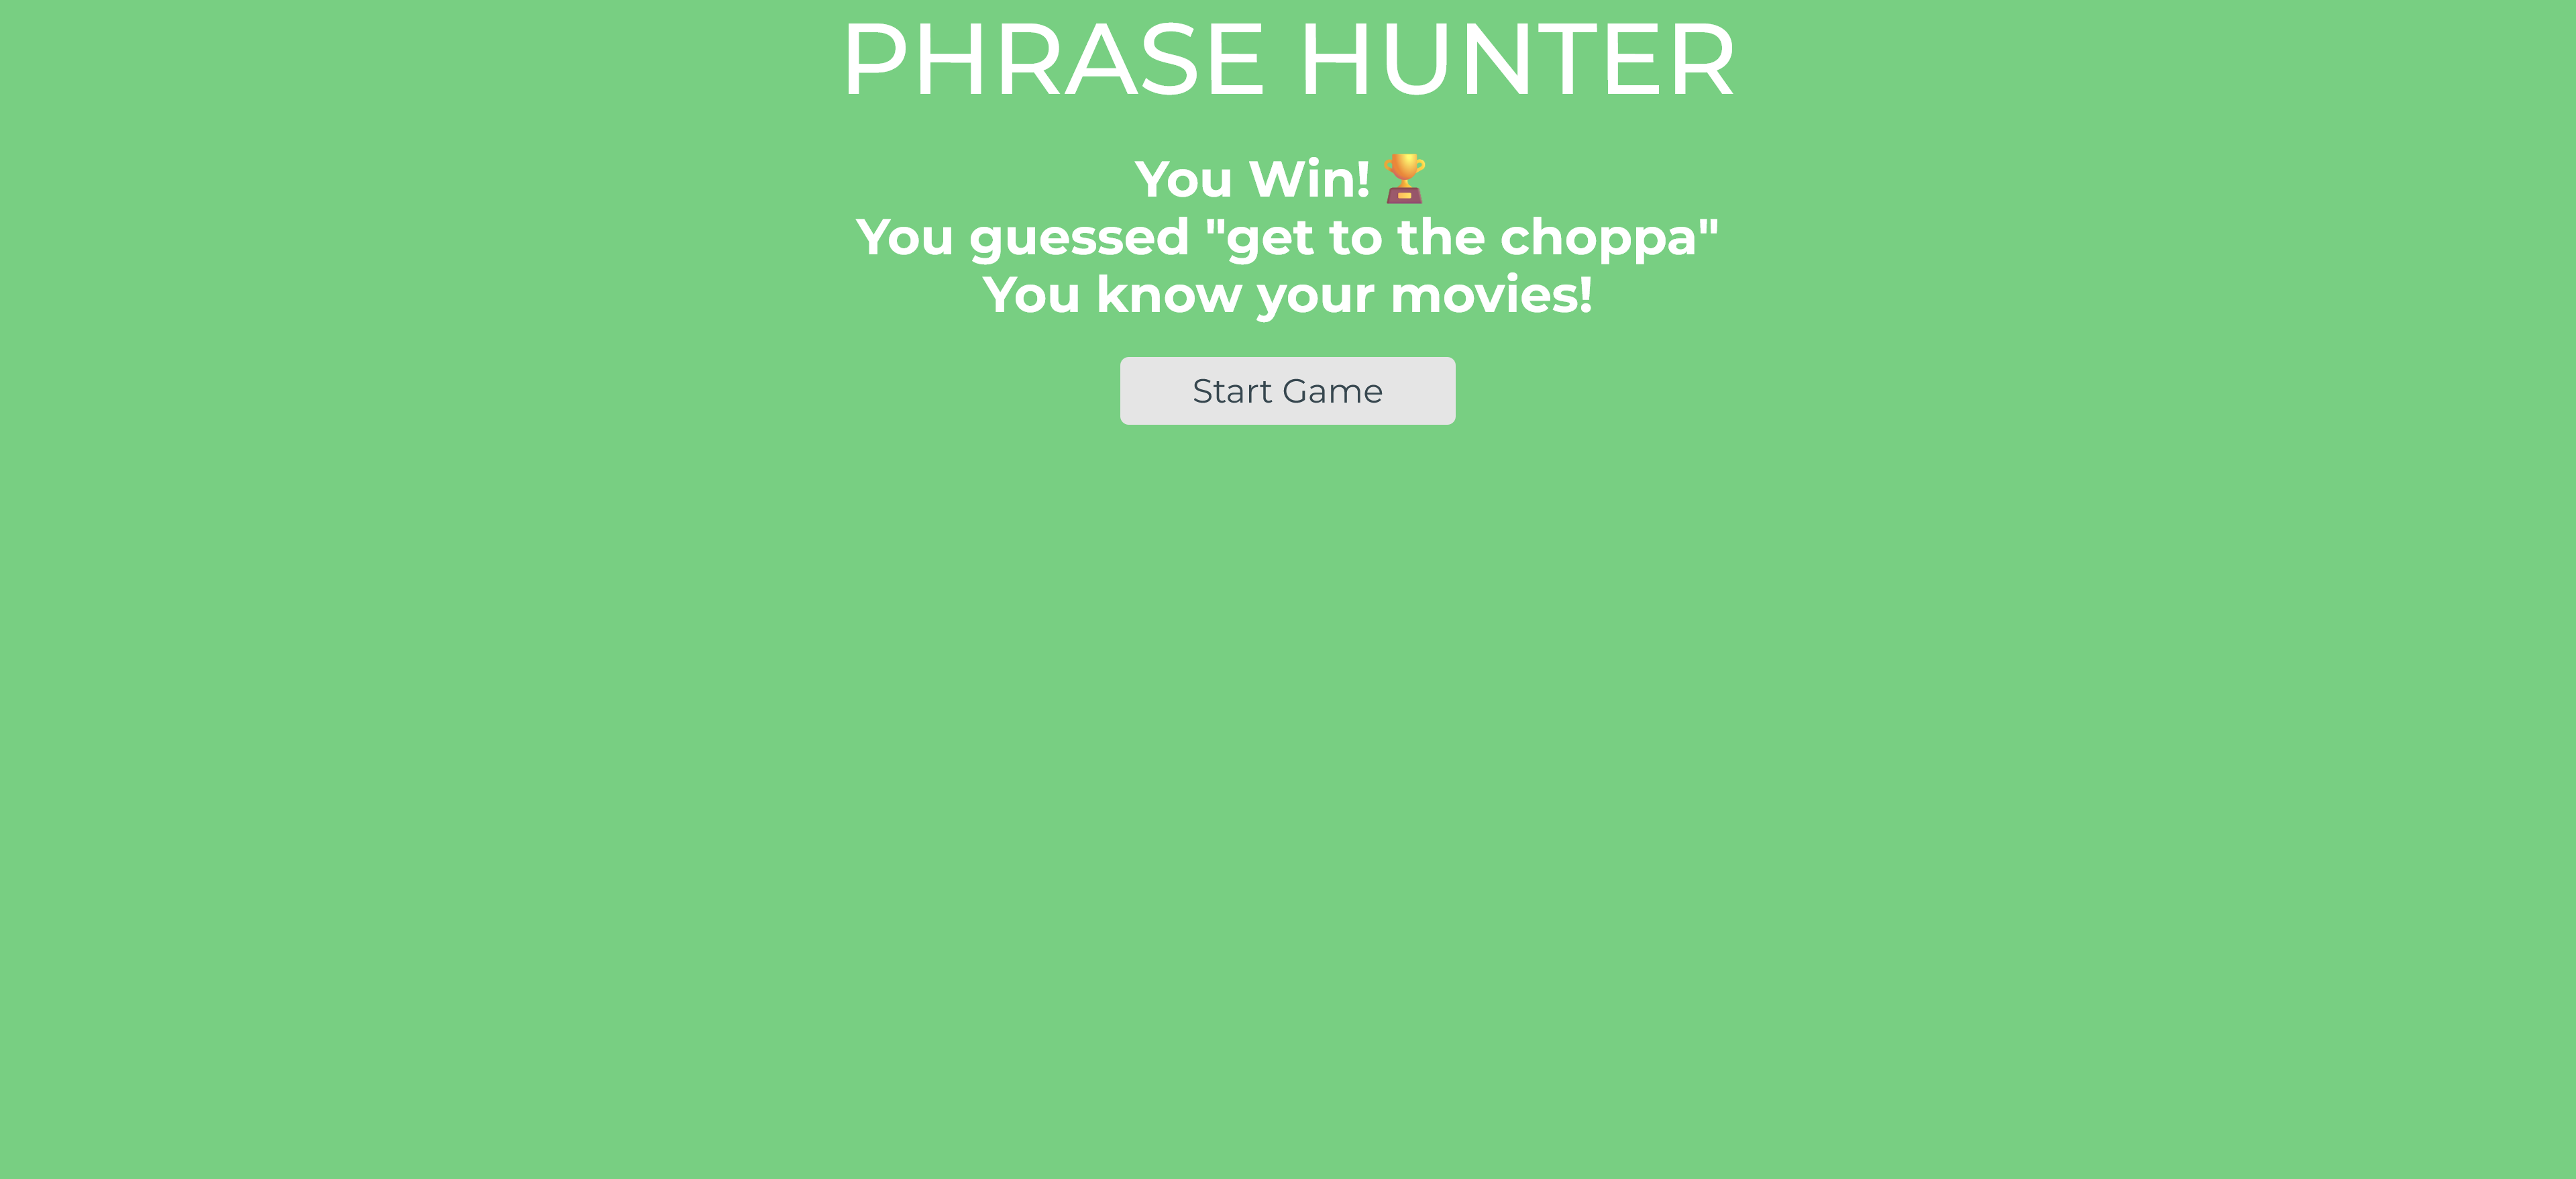 PHRASE HUNTER
You Win! 🏆
You guessed "get to the choppa"
You know your movies!
Start Game